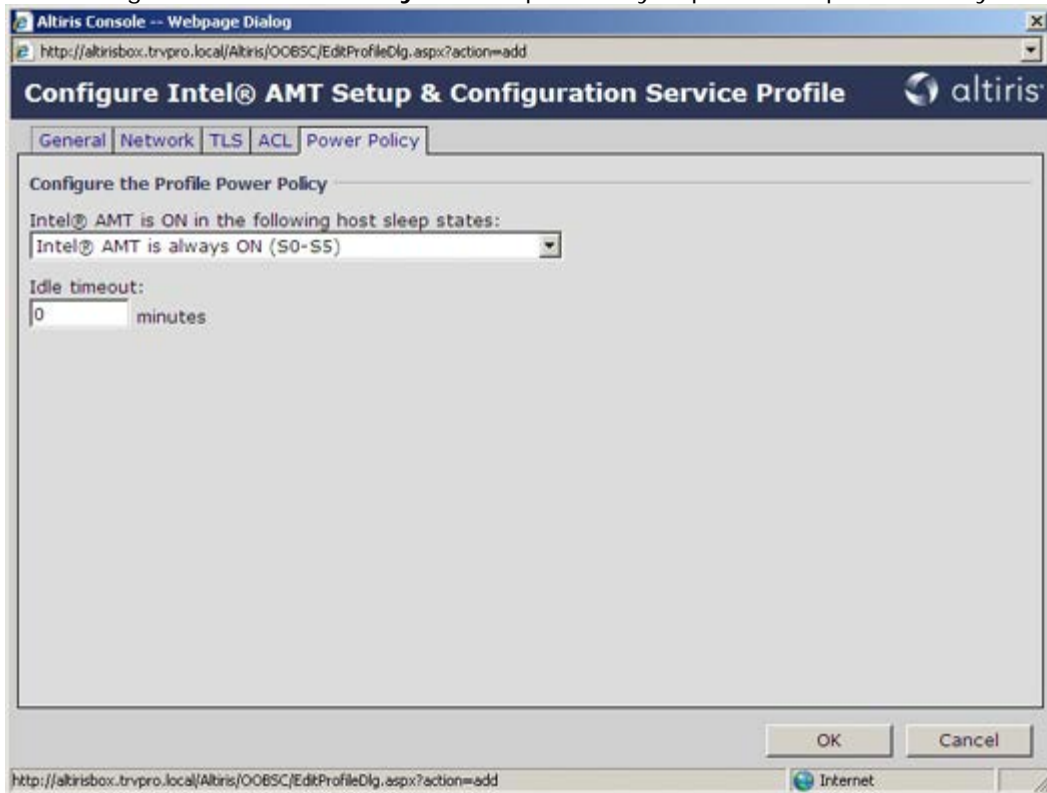 Altiris Console -- Webpage Dialog
http://altirisbox.trvpro.local/Altiris/OOBSC/EditProfileDlg.aspx?action=add
Configure Intel® AMT Setup & Configuration Service Profile
altiris
General Network TLS ACL Power Policy
Configure the Profile Power Policy
Intel® AMT is ON in the following host sleep states:
Intel® AMT is always ON (S0-S5)
Idle timeout:
0 minutes
OK Cancel
http://altirisbox.trvpro.local/Altiris/OOBSC/EditProfileDlg.aspx?action=add Internet